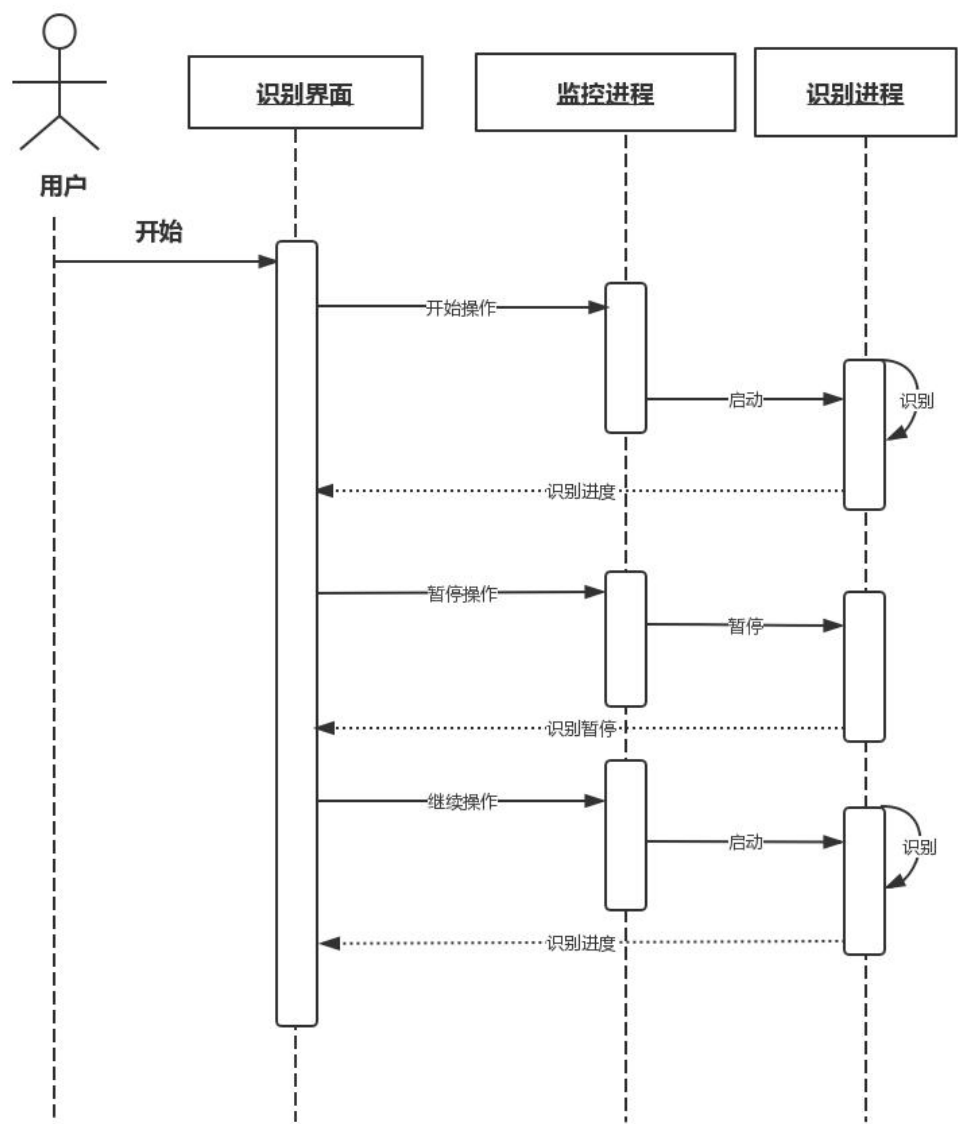 识别界面
监控进程
识别进程
用户
开始
开始操作
启动
识别
识别进度
暂停操作
暂停
识别暂停
继续操作
启动
识别
识别进度